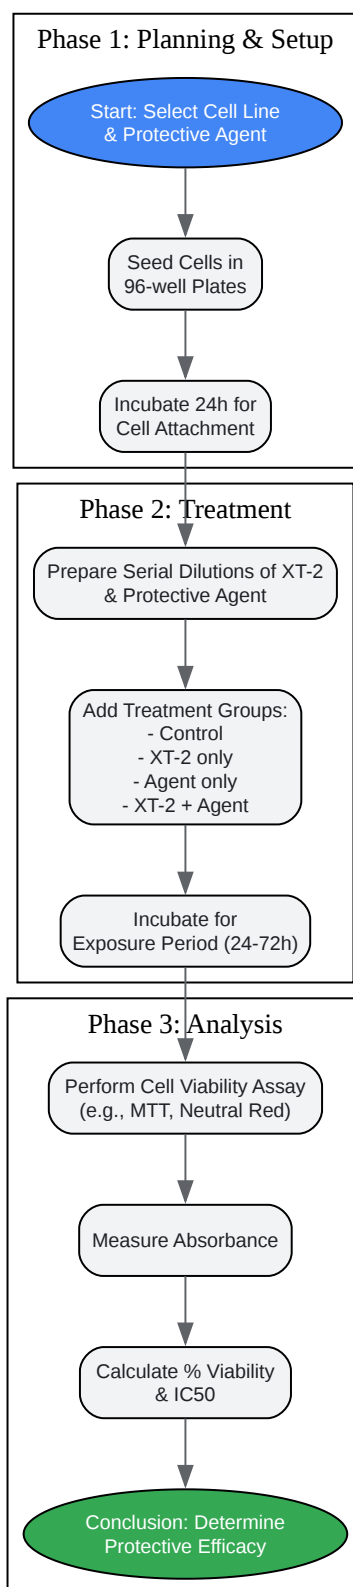 Phase 1: Planning & Setup
Start: Select Cell Line
& Protective Agent
Seed Cells in
96-well Plates
Incubate 24h for
Cell Attachment
Phase 2: Treatment
Prepare Serial Dilutions of XT-2
& Protective Agent
Add Treatment Groups:
- Control
- XT-2 only
- Agent only
- XT-2 + Agent
Incubate for
Exposure Period (24-72h)
Phase 3: Analysis
Perform Cell Viability Assay
(e.g., MTT, Neutral Red)
Measure Absorbance
Calculate % Viability
& IC50
Conclusion: Determine
Protective Efficacy